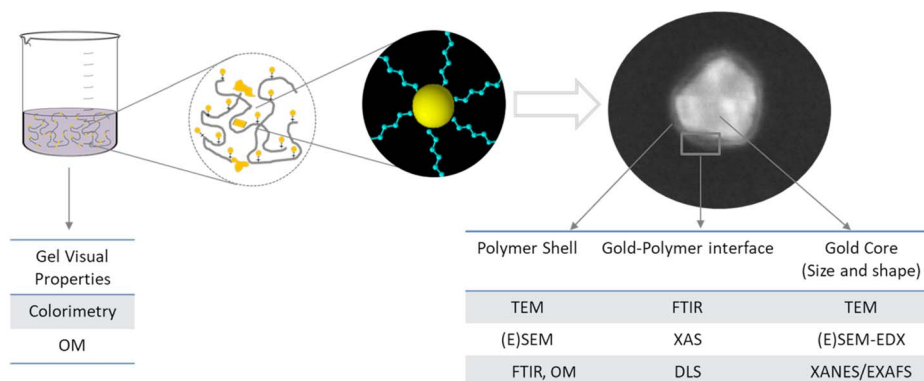 Gel Visual
Properties
Colorimetry
OM
Polymer Shell Gold-Polymer interface Gold Core
(Size and shape)
TEM FTIR TEM
(E)SEM XAS (E)SEM-EDX
FTIR, OM DLS XANES/EXAFS